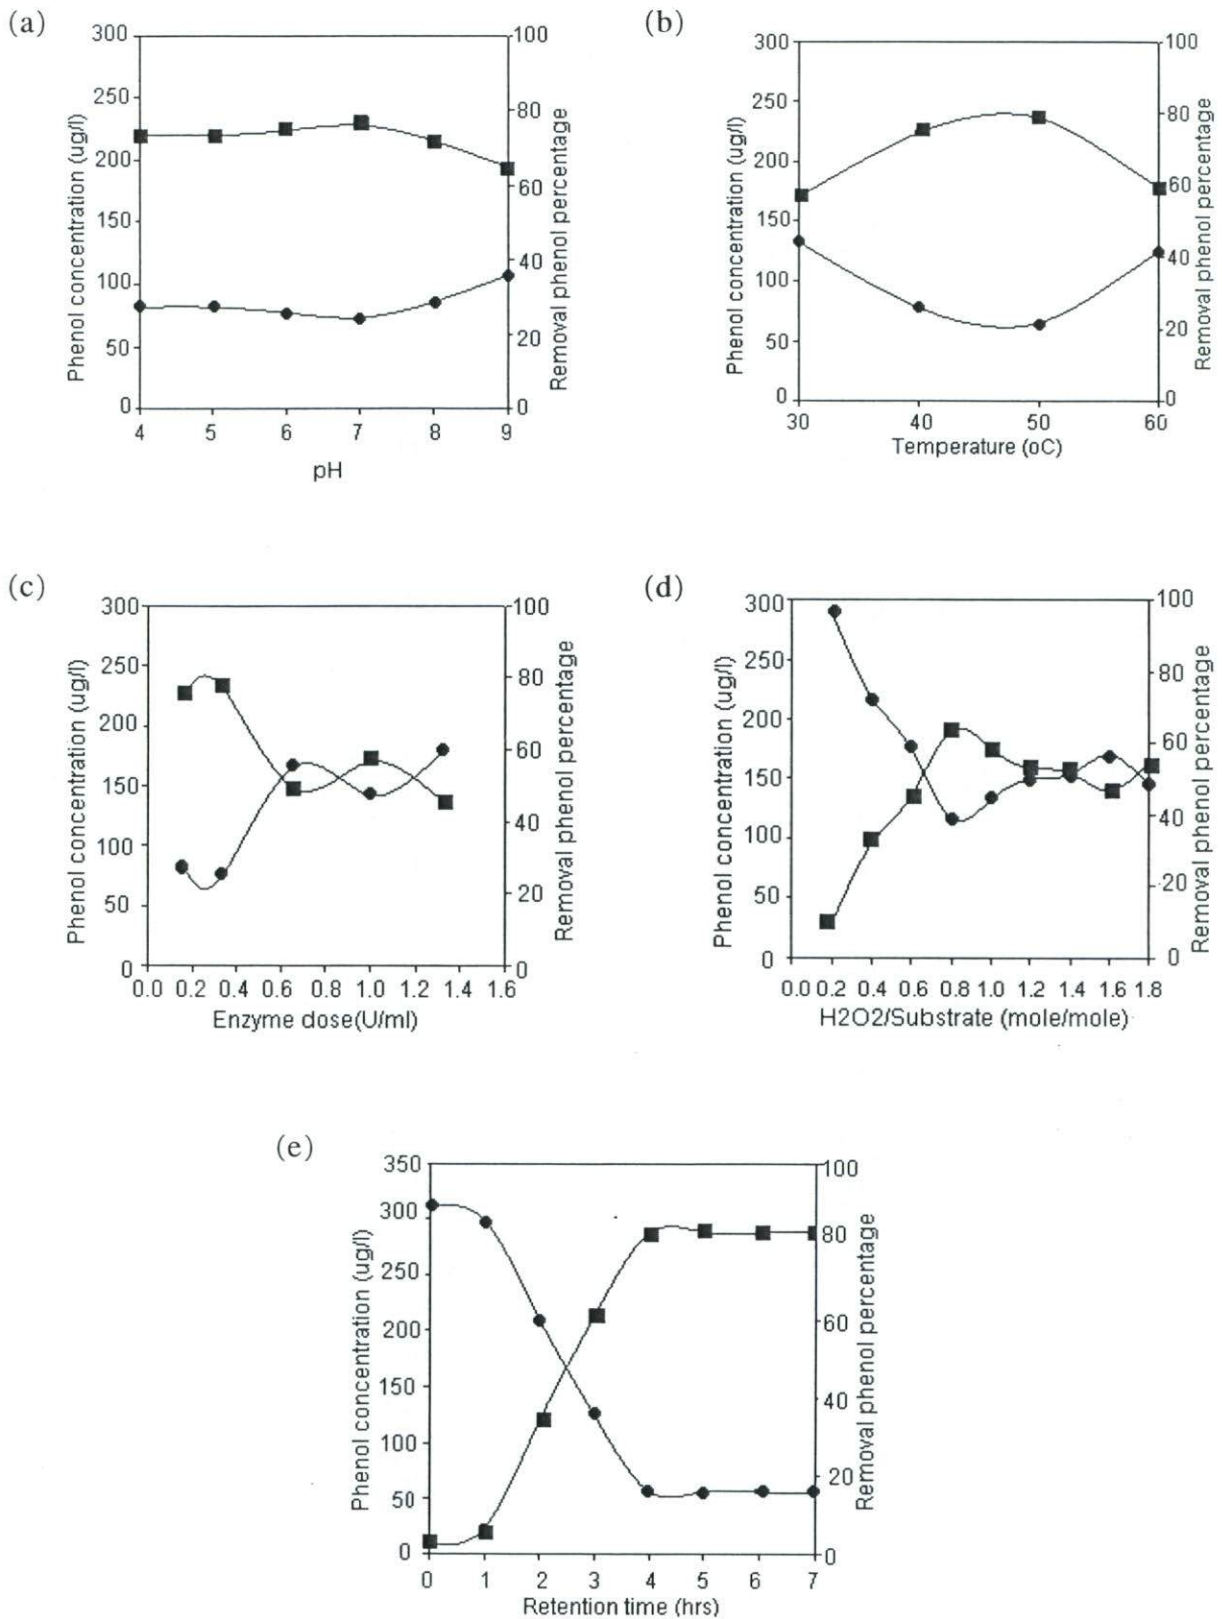 (a)
300
250
200
150
100
50
0
Phenol concentration (ug/l)
100
80
60
40
20
0
Removal phenol percentage
4 5 6 7 8 9
pH
(b)
300
250
200
150
100
50
0
Phenol concentration (ug/l)
100
80
60
40
20
0
Removal phenol percentage
30 40 50 60
Temperature (oC)
(c)
300
250
200
150
100
50
0
Phenol concentration (ug/l)
100
80
60
40
20
0
Removal phenol percentage
0.0 0.2 0.4 0.6 0.8 1.0 1.2 1.4 1.6
Enzyme dose(U/ml)
(d)
300
250
200
150
100
50
0
Phenol concentration (ug/l)
100
80
60
40
20
0
Removal phenol percentage
0.0 0.2 0.4 0.6 0.8 1.0 1.2 1.4 1.6 1.8
H2O2/Substrate (mole/mole)
(e)
350
300
250
200
150
100
50
0
Phenol concentration (ug/l)
100
80
60
40
20
0
Removal phenol percentage
0 1 2 3 4 5 6 7
Retention time (hrs)